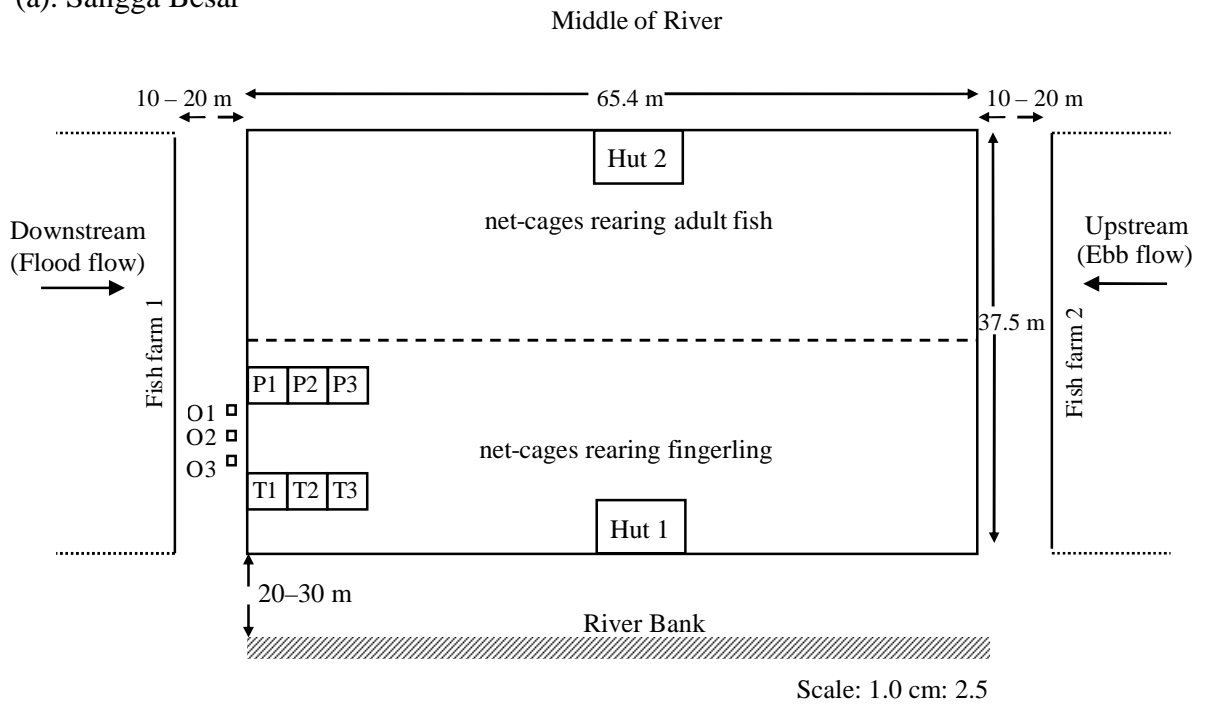 (a). Sangga Besar
Middle of River
10 – 20 m
65.4 m
10 – 20 m
Hut 2
net-cages rearing adult fish
Downstream
(Flood flow)
Upstream
(Ebb flow)
Fish farm 1
37.5 m
Fish farm 2
P1 P2 P3
O1
O2
O3
net-cages rearing fingerling
T1 T2 T3
Hut 1
20–30 m
River Bank
Scale: 1.0 cm: 2.5